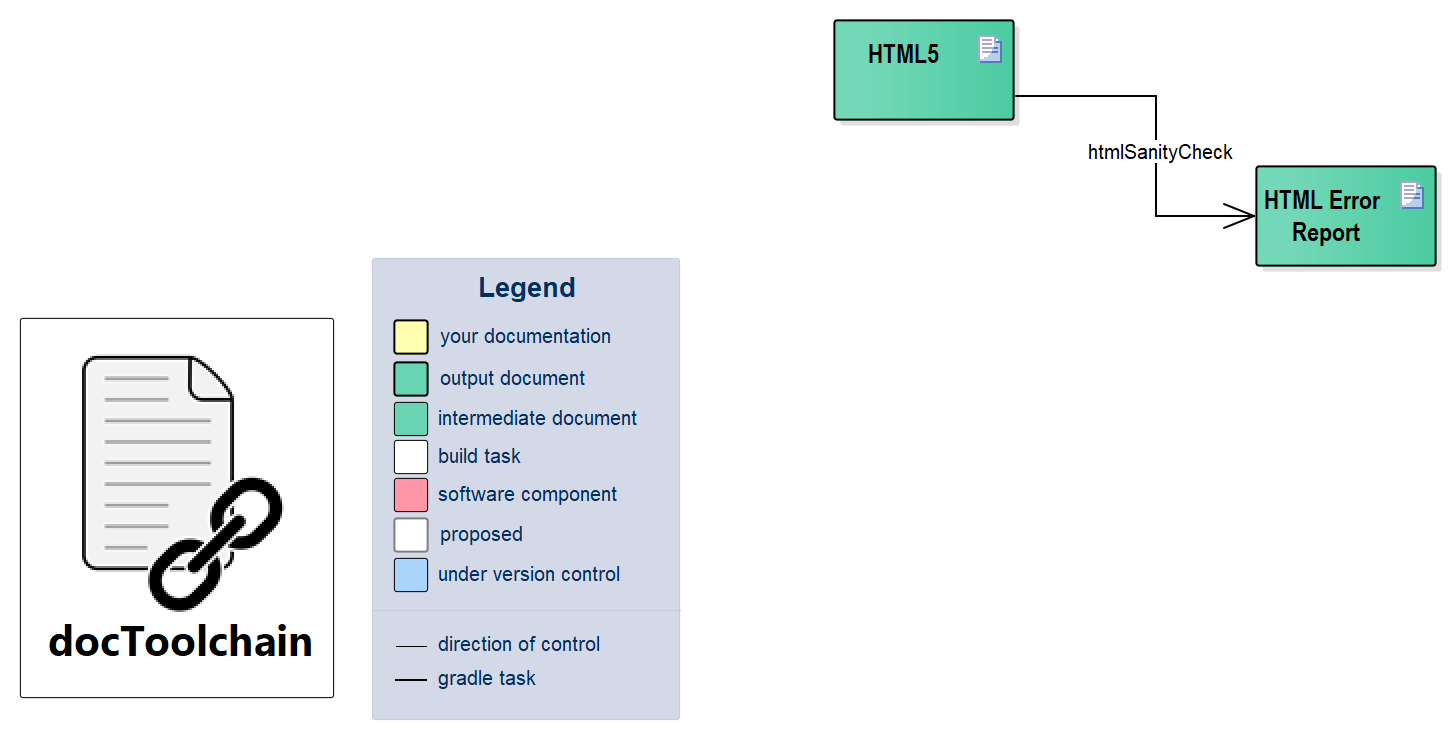 HTML5
htmlSanityCheck
HTML Error
Report
Legend
your documentation
output document
intermediate document
build task
software component
proposed
under version control
direction of control
gradle task
docToolchain